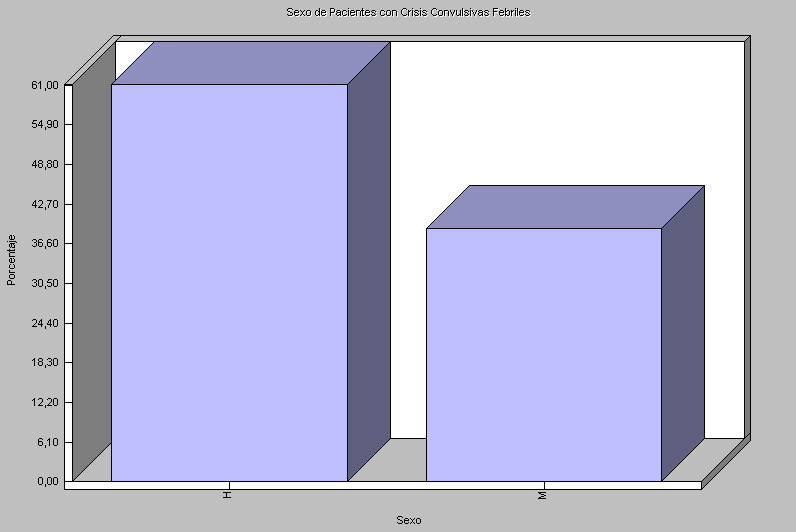 Sexo de Pacientes con Crisis Convulsivas Febriles
61,00
54,90
48,80
42,70
36,60
30,50
24,40
18,30
12,20
6,10
0,00
Porcentaje
H
M
Sexo